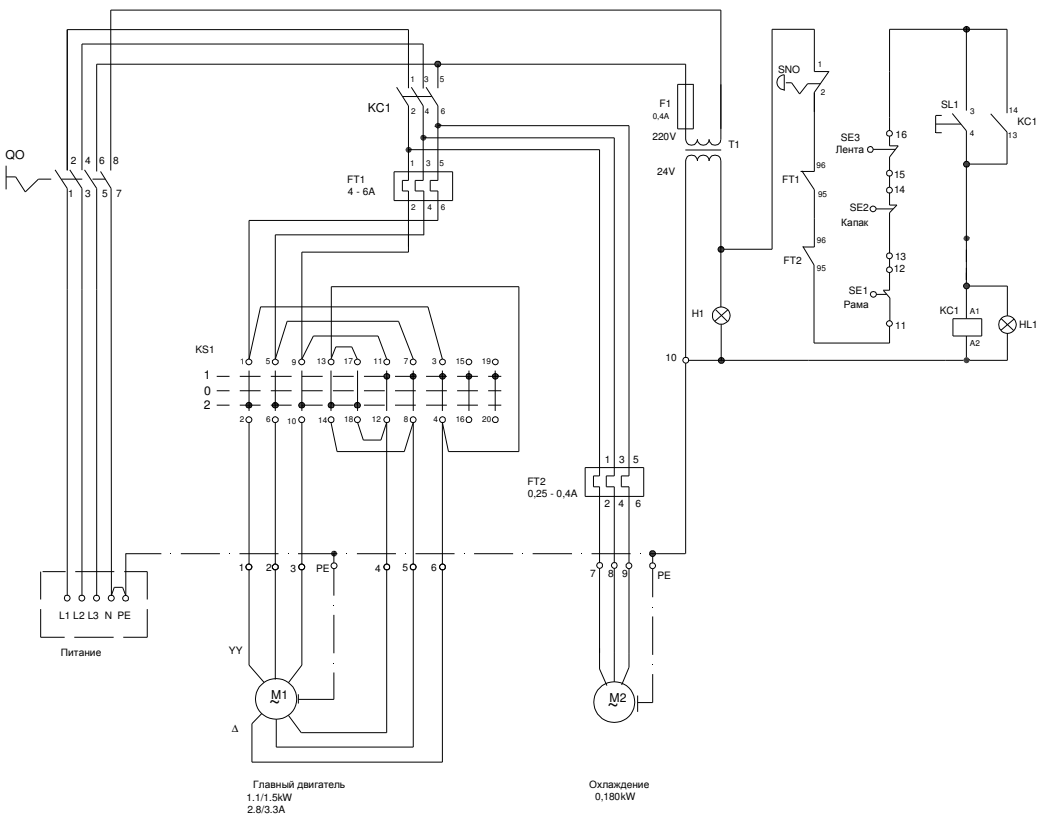 QO
2 4 6 8
1 3 5 7
KC1
1 3 5
2 4 6
FT1
4 - 6A
1 3 5
2 4 6
F1
0,4A
220V
T1
24V
H1
10
SNO
1
2
FT1
96
95
FT2
96
95
SE3
Лента
16
15
14
SE2
Капак
13
12
SE1
Рама
11
SL1
3
4
14
KC1
13
KC1
A1
A2
HL1
KS1
1 5 9 13 17 11 7 3 15 19
1
0
2
2 6 10 14 18 12 8 4 16 20
FT2
0,25 - 0,4A
1 3 5
2 4 6
1 2 3 PE 4 5 6
7 8 9 PE
L1 L2 L3 N PE
Питание
YY
M1
~
Δ
M2
~
Главный двигатель
1.1/1.5kW
2.8/3.3A
Охлаждение
0,180kW